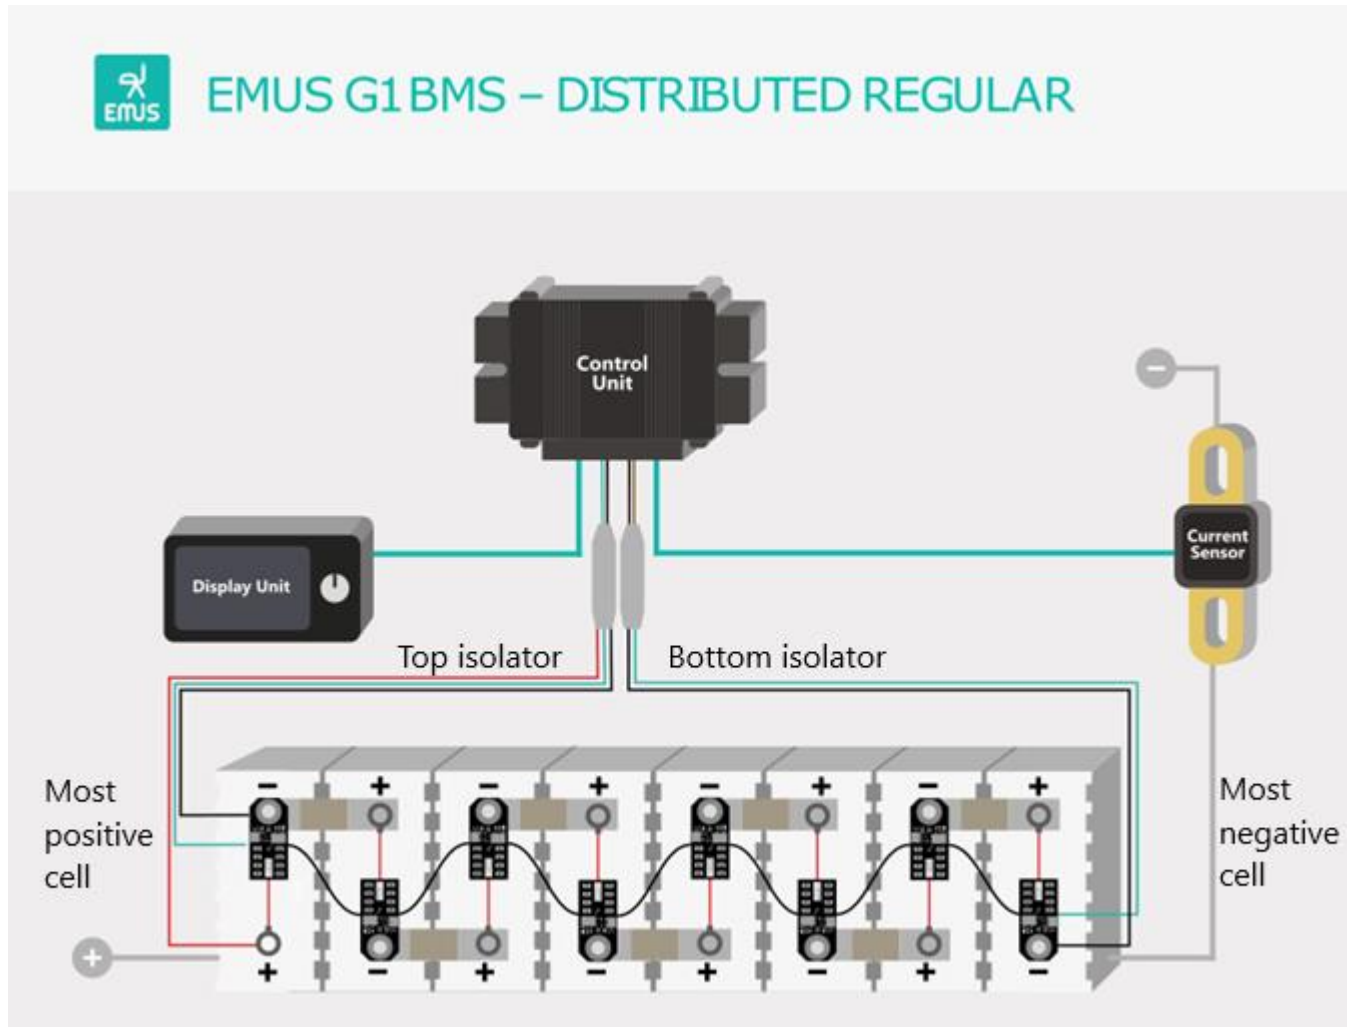 EMUS
EMUS G1 BMS – DISTRIBUTED REGULAR
Control
Unit
−
Current
Sensor
Display Unit
Top isolator
Bottom isolator
Most
positive
cell
− + − + − + − +
Most
negative
cell
+
+ − + − + − + −